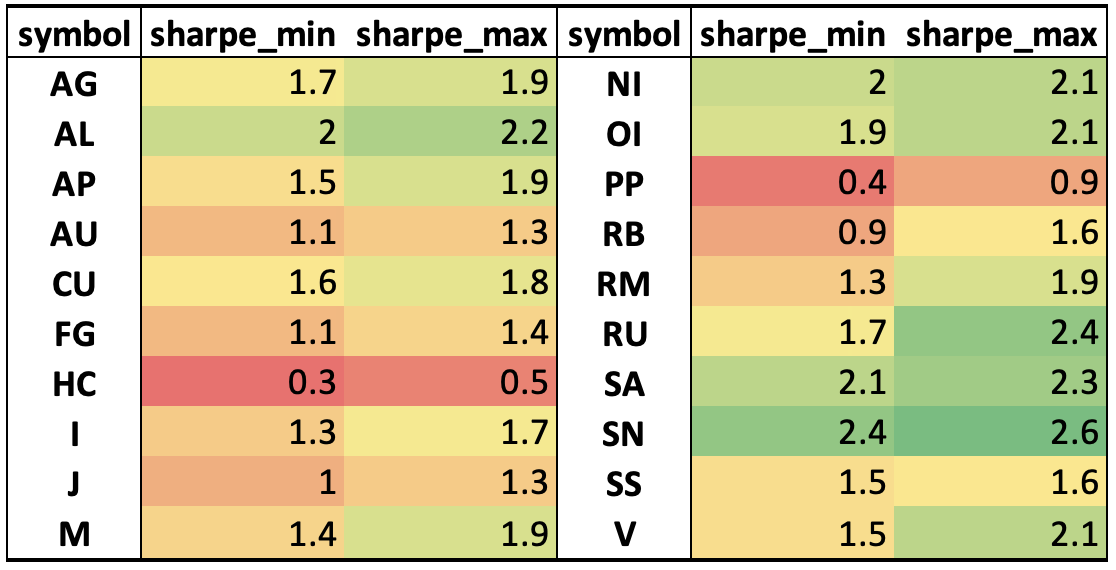 symbol sharpe_min sharpe_max symbol sharpe_min sharpe_max
AG 1.7 1.9 NI 2 2.1
AL 2 2.2 OI 1.9 2.1
AP 1.5 1.9 PP 0.4 0.9
AU 1.1 1.3 RB 0.9 1.6
CU 1.6 1.8 RM 1.3 1.9
FG 1.1 1.4 RU 1.7 2.4
HC 0.3 0.5 SA 2.1 2.3
I 1.3 1.7 SN 2.4 2.6
J 1 1.3 SS 1.5 1.6
M 1.4 1.9 V 1.5 2.1